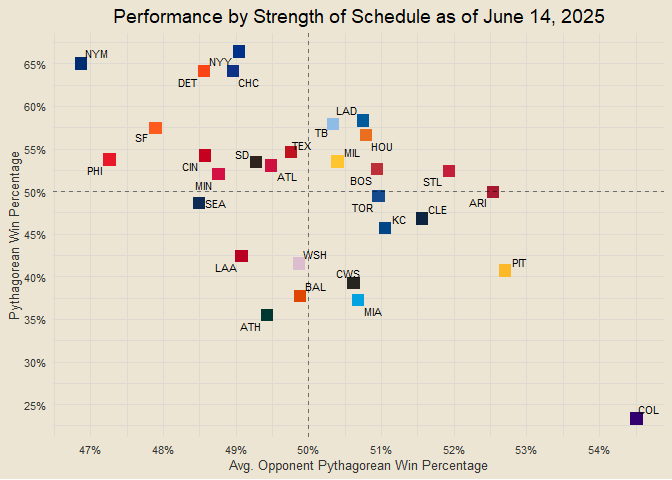 Performance by Strength of Schedule as of June 14, 2025
Pythagorean Win Percentage
65%
60%
55%
50%
45%
40%
35%
30%
25%
NYM
NYY
DET
CHC
LAD
TB
SF
HOU
TEX
MIL
SD
PHI
CIN
ATL
MIN
BOS
STL
SEA
TOR
ARI
CLE
KC
WSH
LAA
PIT
CWS
BAL
MIA
ATH
COL
47%
48%
49%
50%
51%
52%
53%
54%
Avg. Opponent Pythagorean Win Percentage